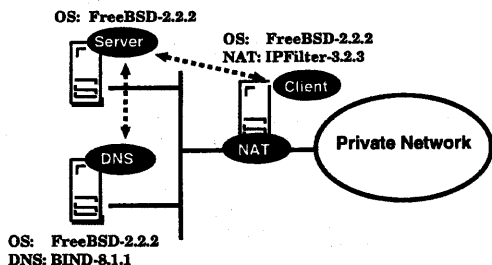 OS: FreeBSD-2.2.2
Server
OS: FreeBSD-2.2.2
NAT: IPFilter-3.2.3
Client
DNS
NAT
Private Network
OS: FreeBSD-2.2.2
DNS: BIND-8.1.1